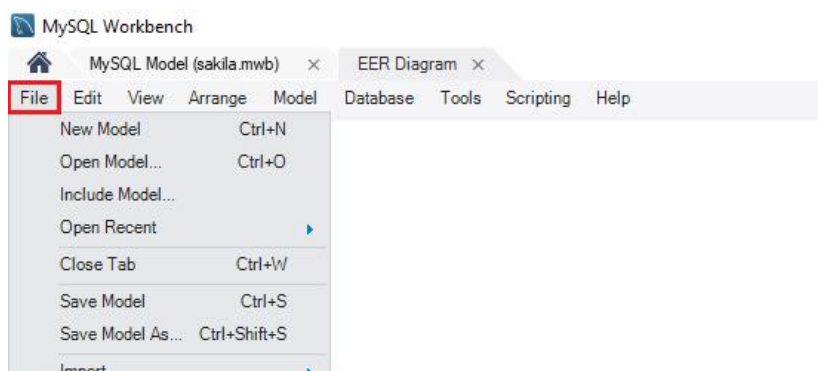 MySQL Workbench
MySQL Model (sakila.mwb) × EER Diagram ×
File Edit View Arrange Model Database Tools Scripting Help
New Model Ctrl+N
Open Model... Ctrl+O
Include Model...
Open Recent
Close Tab Ctrl+W
Save Model Ctrl+S
Save Model As... Ctrl+Shift+S
Import